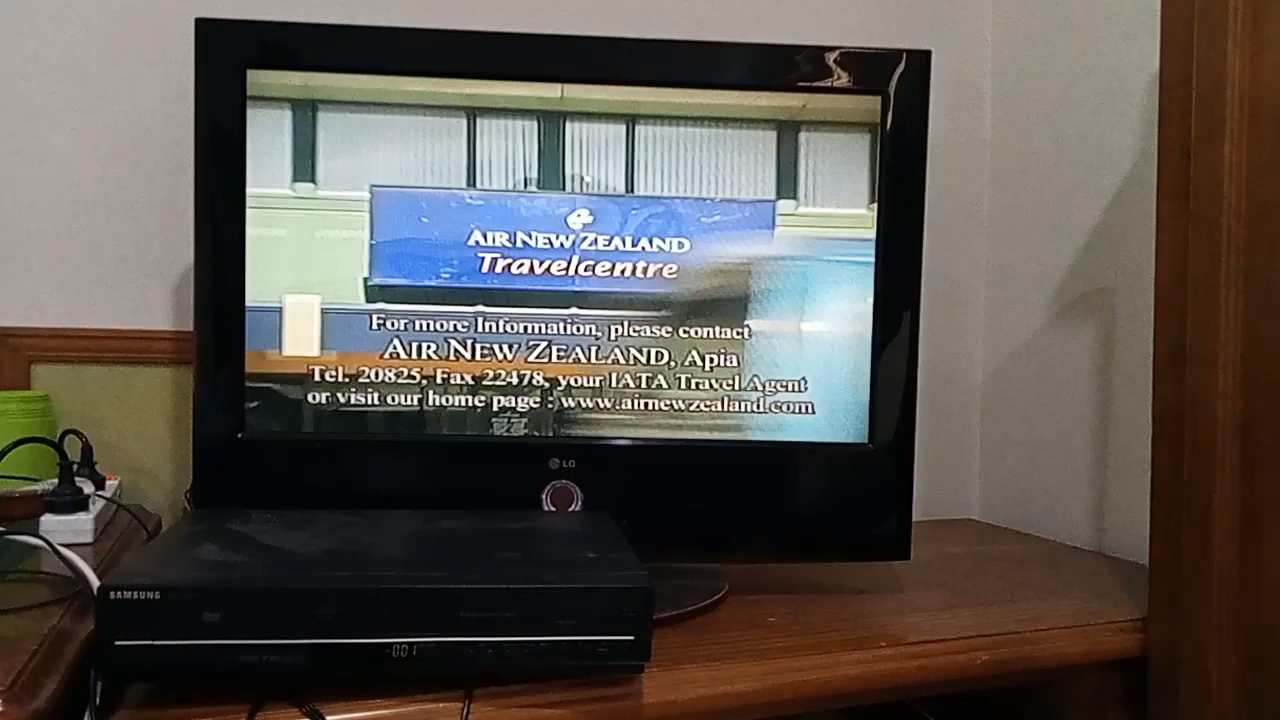 AIR NEW ZEALAND
Travelcentre
For more Information, please contact
AIR NEW ZEALAND, Apia
Tel. 20825, Fax 22478, your IATA Travel Agent
or visit our home page : www.airnewzealand.com
LG
SAMSUNG
001